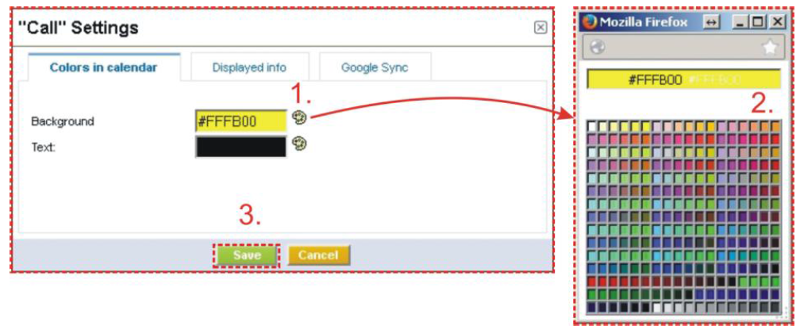 "Call" Settings
Colors in calendar
Displayed info
Google Sync
1.
Background
#FFFB00
Text:
3.
Save
Cancel
Mozilla Firefox
#FFFB00 #FFFB00
2.